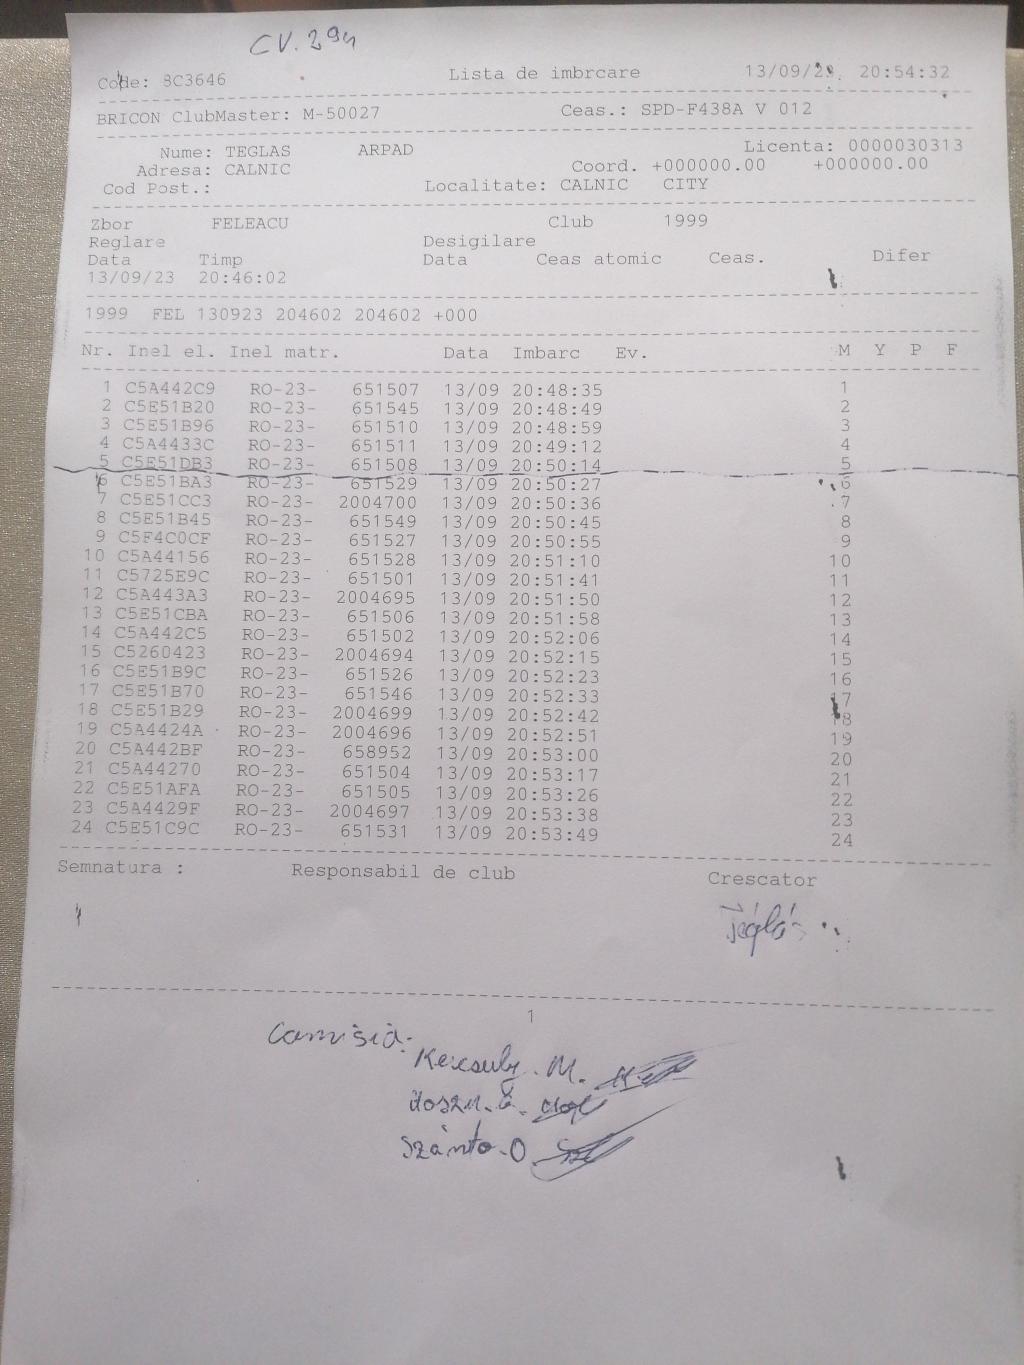 CV. 294
Code: 8C3646 Lista de imbrcare 13/09/23 20:54:32
BRICON ClubMaster: M-50027 Ceas.: SPD-F438A V 012
Nume: TEGLAS ARPAD Licenta: 0000030313
Adresa: CALNIC Coord. +000000.00 +000000.00
Cod Post.: Localitate: CALNIC CITY
Zbor FELEACU Club 1999
Reglare Desigilare
Data Timp Data Ceas atomic Ceas. Difer
13/09/23 20:46:02
1999 FEL 130923 204602 204602 +000
Nr. Inel el. Inel matr. Data Imbarc Ev. M Y P F
1 C5A442C9 RO-23- 651507 13/09 20:48:35 1
2 C5E51B20 RO-23- 651545 13/09 20:48:49 2
3 C5E51B96 RO-23- 651510 13/09 20:48:59 3
4 C5A4433C RO-23- 651511 13/09 20:49:12 4
5 C5E51DB3 RO-23- 651508 13/09 20:50:14 5
6 C5E51BA3 RO-23- 651529 13/09 20:50:27 6
7 C5E51CC3 RO-23- 2004700 13/09 20:50:36 7
8 C5E51B45 RO-23- 651549 13/09 20:50:45 8
9 C5F4C0CF RO-23- 651527 13/09 20:50:55 9
10 C5A44156 RO-23- 651528 13/09 20:51:10 10
11 C5725E9C RO-23- 651501 13/09 20:51:41 11
12 C5A443A3 RO-23- 2004695 13/09 20:51:50 12
13 C5E51CBA RO-23- 651506 13/09 20:51:58 13
14 C5A442C5 RO-23- 651502 13/09 20:52:06 14
15 C5260423 RO-23- 2004694 13/09 20:52:15 15
16 C5E51B9C RO-23- 651526 13/09 20:52:23 16
17 C5E51B70 RO-23- 651546 13/09 20:52:33 17
18 C5E51B29 RO-23- 2004699 13/09 20:52:42 18
19 C5A4424A RO-23- 2004696 13/09 20:52:51 19
20 C5A442BF RO-23- 658952 13/09 20:53:00 20
21 C5A44270 RO-23- 651504 13/09 20:53:17 21
22 C5E51AFA RO-23- 651505 13/09 20:53:26 22
23 C5A4429F RO-23- 2004697 13/09 20:53:38 23
24 C5E51C9C RO-23- 651531 13/09 20:53:49 24
Semnatura : Responsabil de club Crescator
Téglás
1
Comisia:
M.
Szántó O.